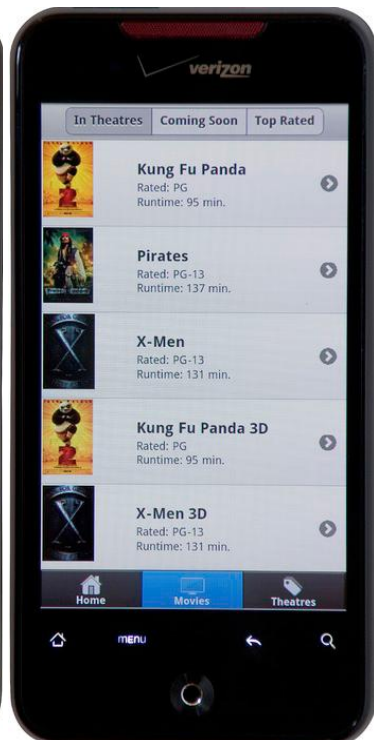 verizon
In Theatres Coming Soon Top Rated
Kung Fu Panda
Rated: PG
Runtime: 95 min.
Pirates
Rated: PG-13
Runtime: 137 min.
X-Men
Rated: PG-13
Runtime: 131 min.
Kung Fu Panda 3D
Rated: PG
Runtime: 95 min.
X-Men 3D
Rated: PG-13
Runtime: 131 min.
Home Movies Theatres
menu